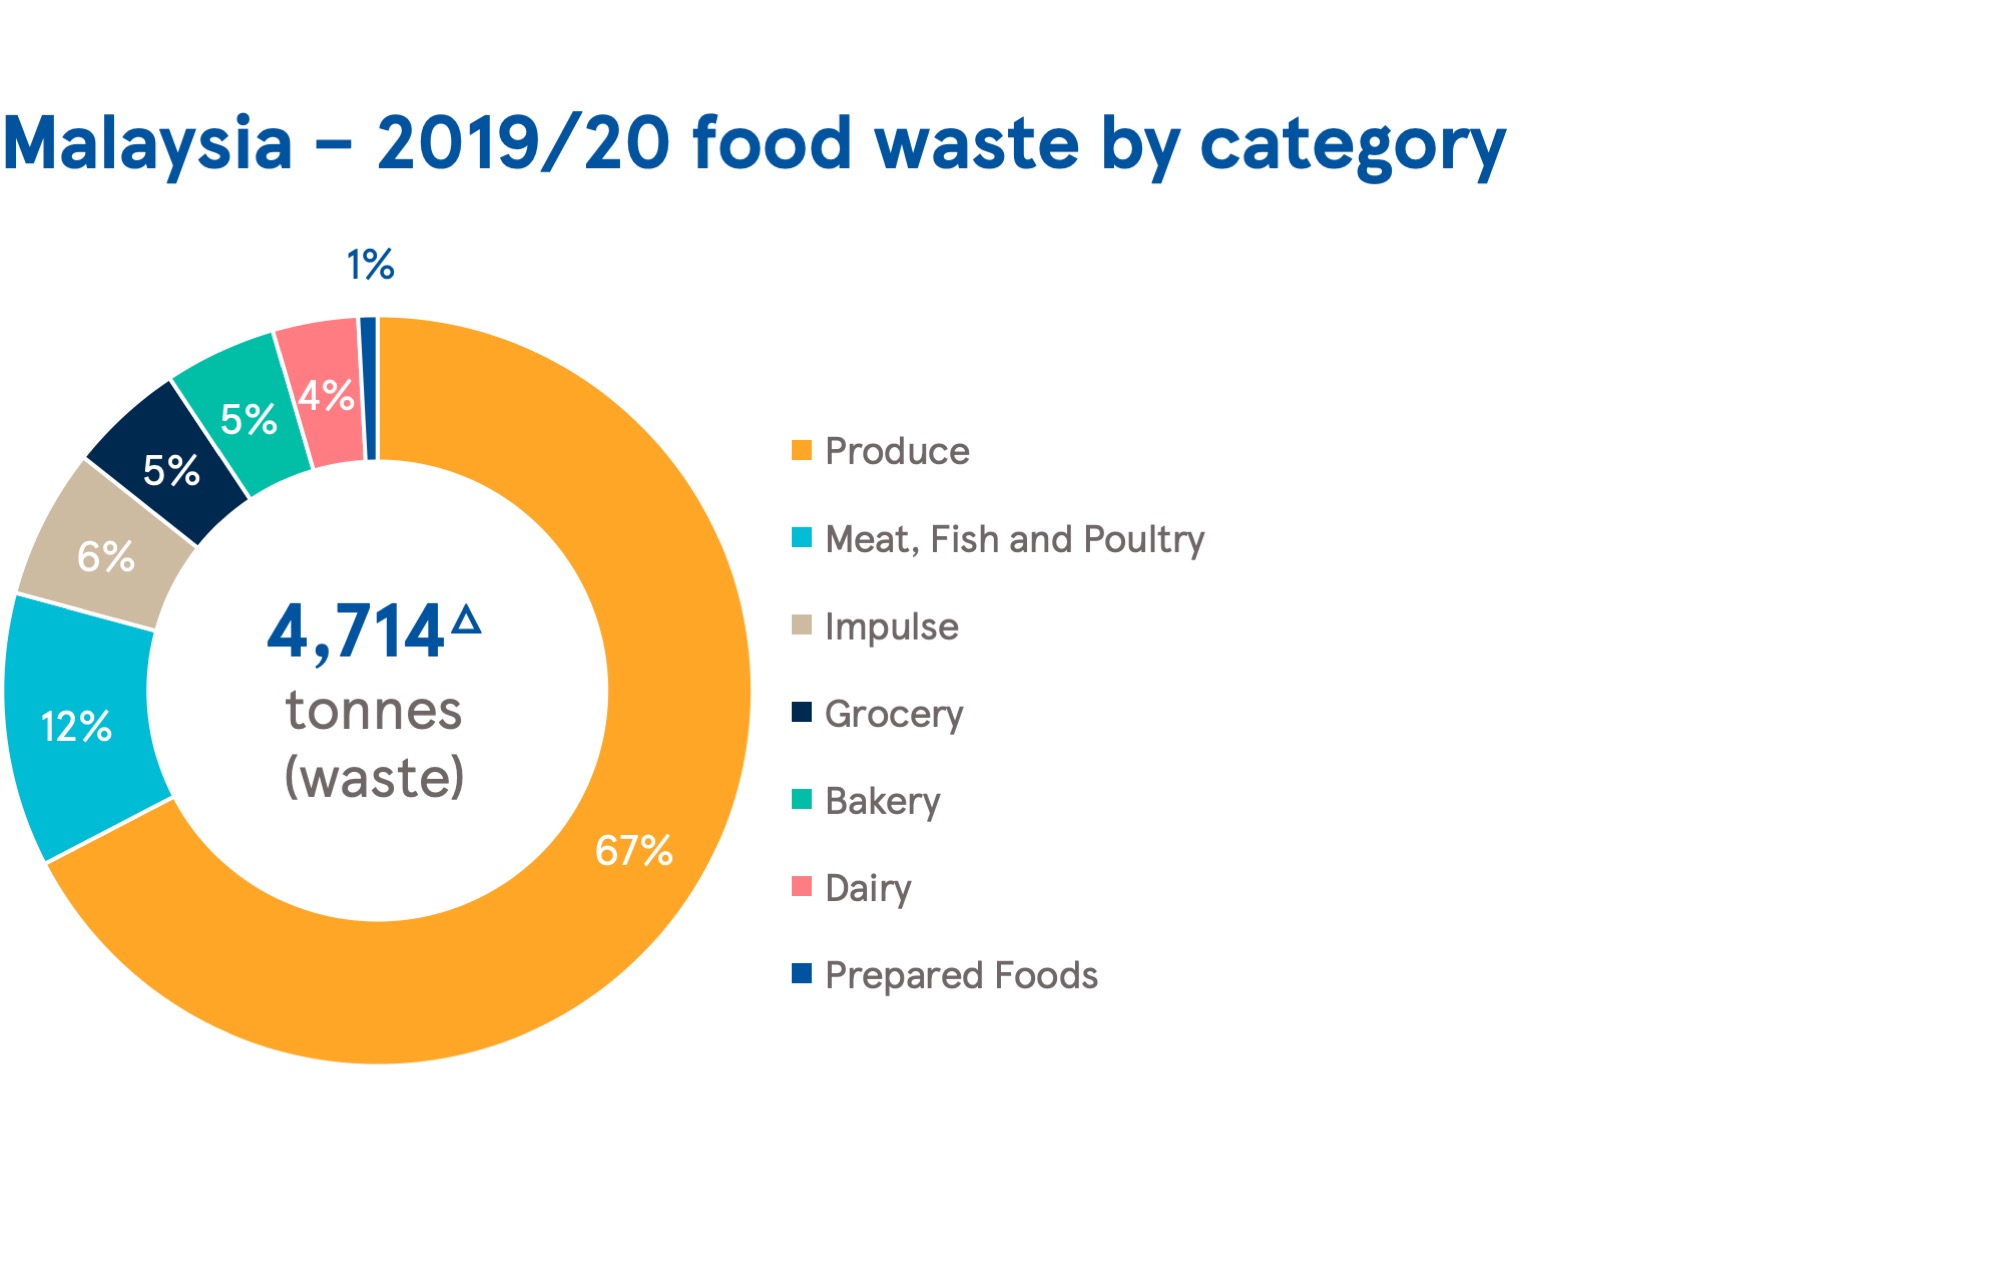 Malaysia – 2019/20 food waste by category
1%
4%
5%
5%
6%
12%
67%
4,714△
tonnes
(waste)
Produce
Meat, Fish and Poultry
Impulse
Grocery
Bakery
Dairy
Prepared Foods